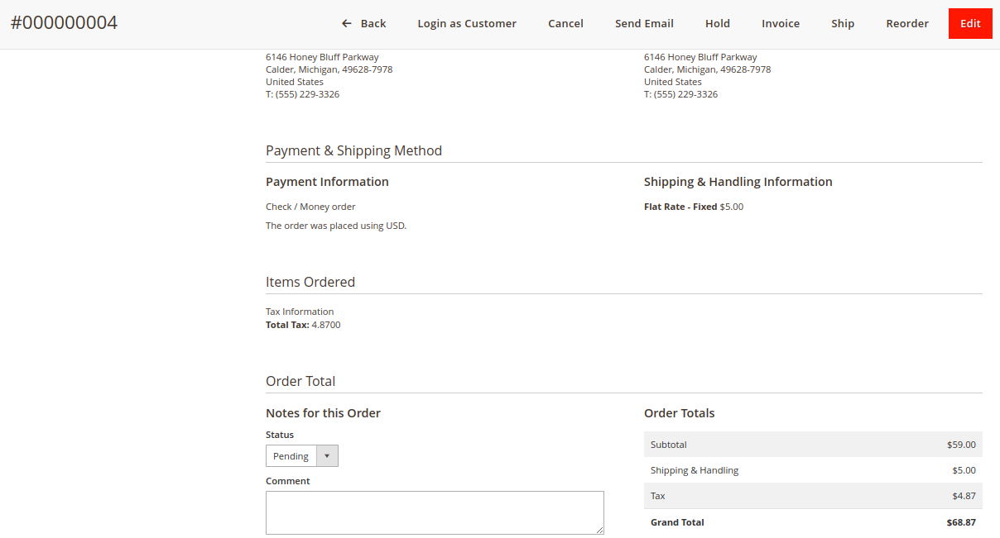 #000000004
Back Login as Customer Cancel Send Email Hold Invoice Ship Reorder Edit
6146 Honey Bluff Parkway
Calder, Michigan, 49628-7978
United States
T: (555) 229-3326
6146 Honey Bluff Parkway
Calder, Michigan, 49628-7978
United States
T: (555) 229-3326
Payment & Shipping Method
Payment Information
Check / Money order
The order was placed using USD.
Shipping & Handling Information
Flat Rate - Fixed $5.00
Items Ordered
Tax Information
Total Tax: 4.8700
Order Total
Notes for this Order
Status
Pending
Comment
Order Totals
Subtotal $59.00
Shipping & Handling $5.00
Tax $4.87
Grand Total $68.87